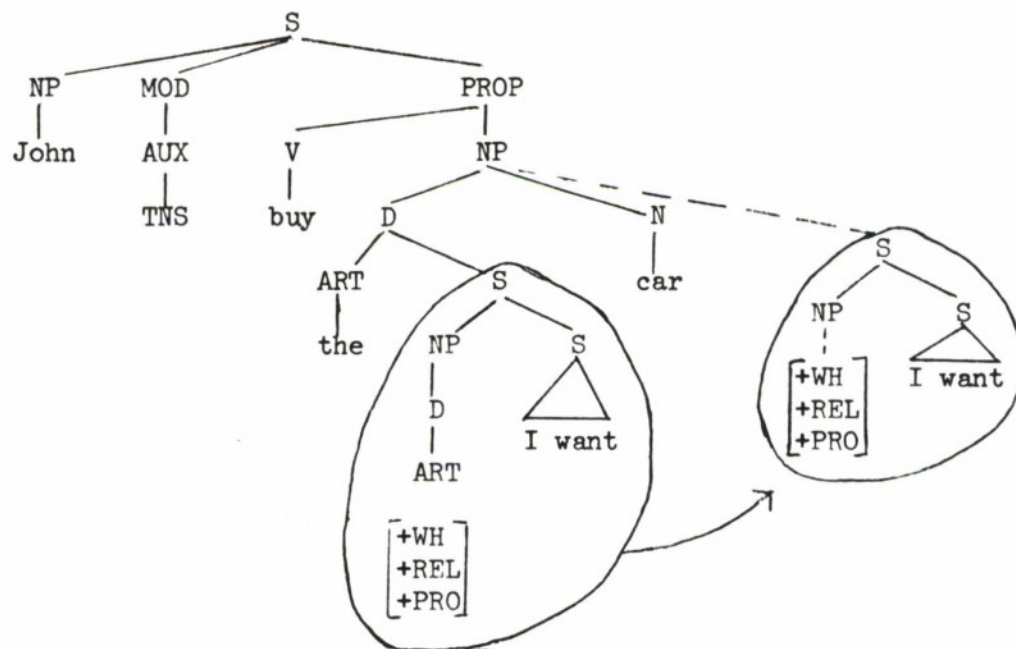 S
NP MOD PROP
John AUX V NP
TNS buy D N
ART S car S
the NP S NP S
D I want [+WH +REL +PRO] I want
ART
[+WH
+REL
+PRO]